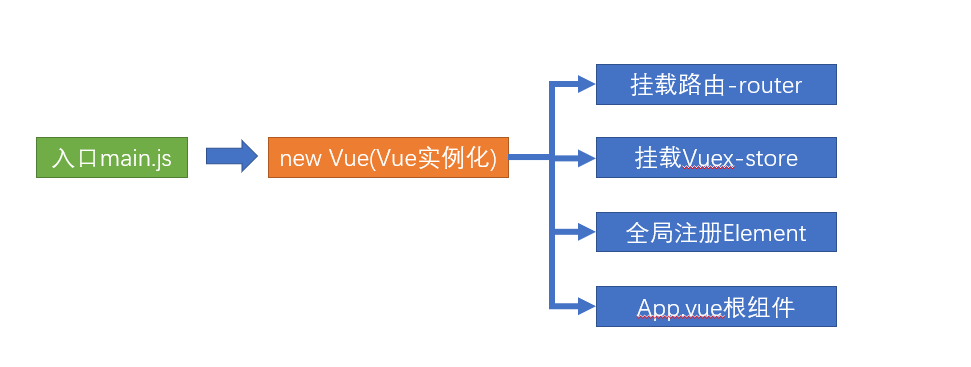 入口main.js
new Vue(Vue实例化)
挂载路由-router
挂载Vuex-store
全局注册Element
App.vue根组件